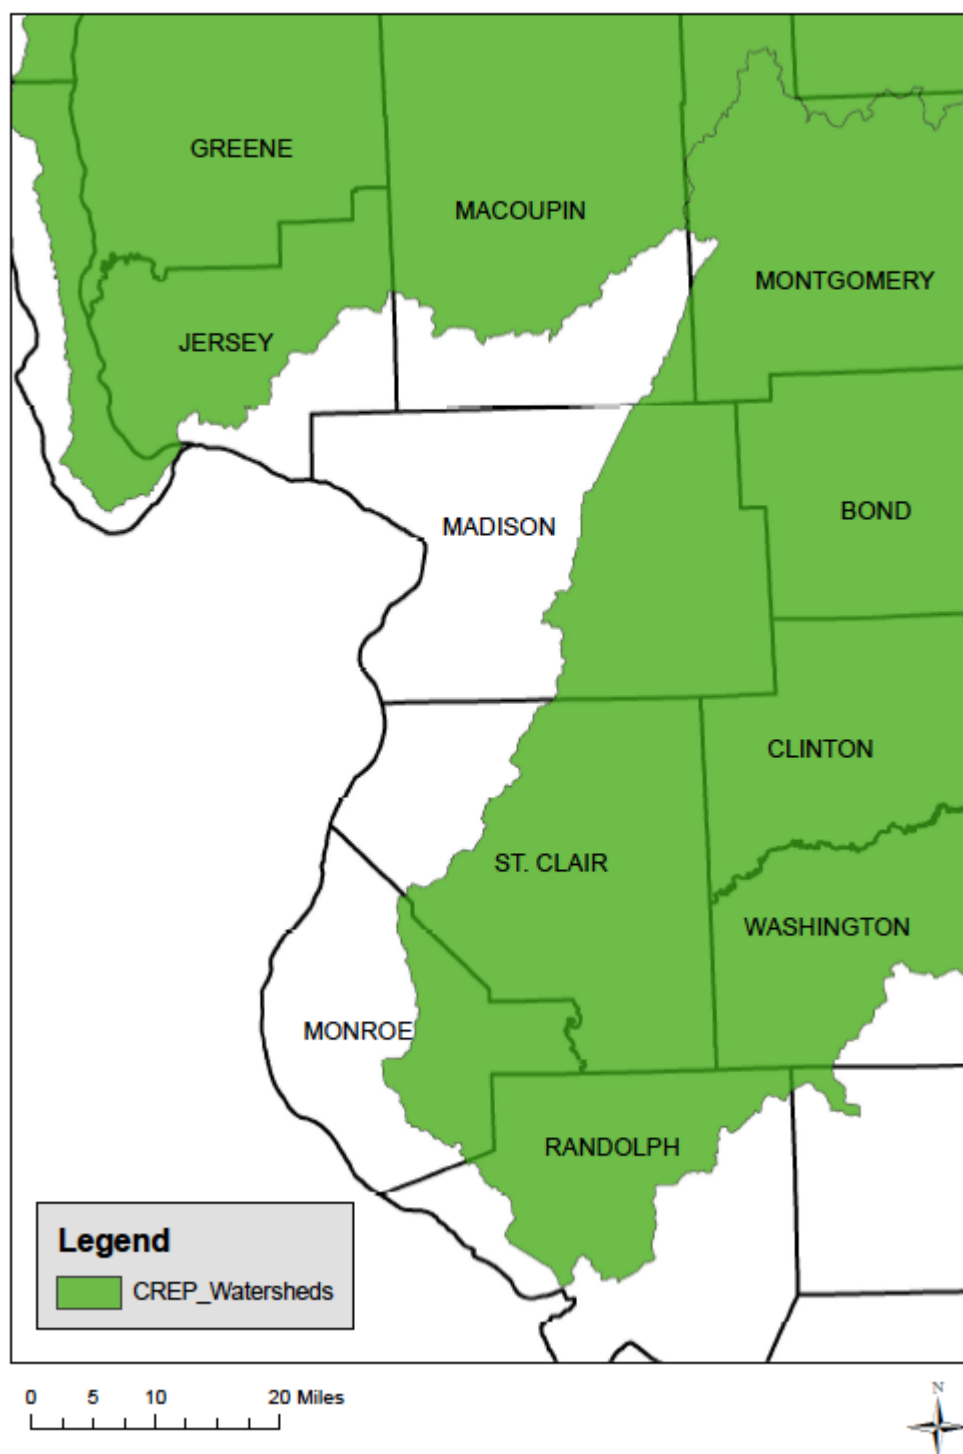 GREENE
MACOUPIN
MONTGOMERY
JERSEY
BOND
MADISON
CLINTON
ST. CLAIR
WASHINGTON
MONROE
RANDOLPH
Legend
CREP_Watersheds
0 5 10 20 Miles
N